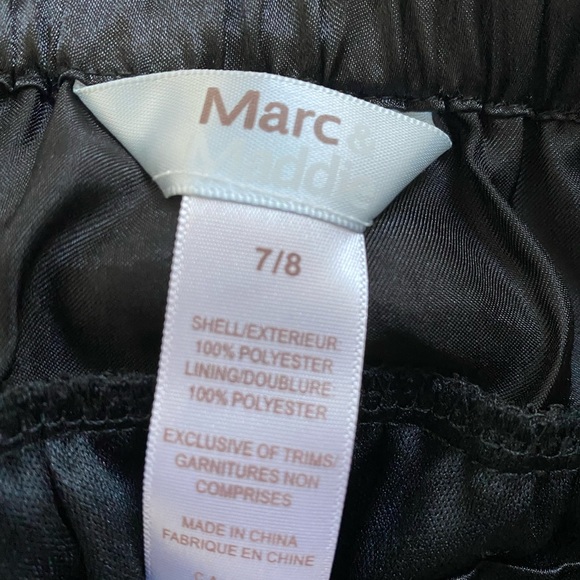 Marc &
Maddie
7/8
SHELL/EXTERIEUR:
100% POLYESTER
LINING/DOUBLURE
100% POLYESTER
EXCLUSIVE OF TRIMS/
GARNITURES NON
COMPRISES
MADE IN CHINA
FABRIQUE EN CHINE